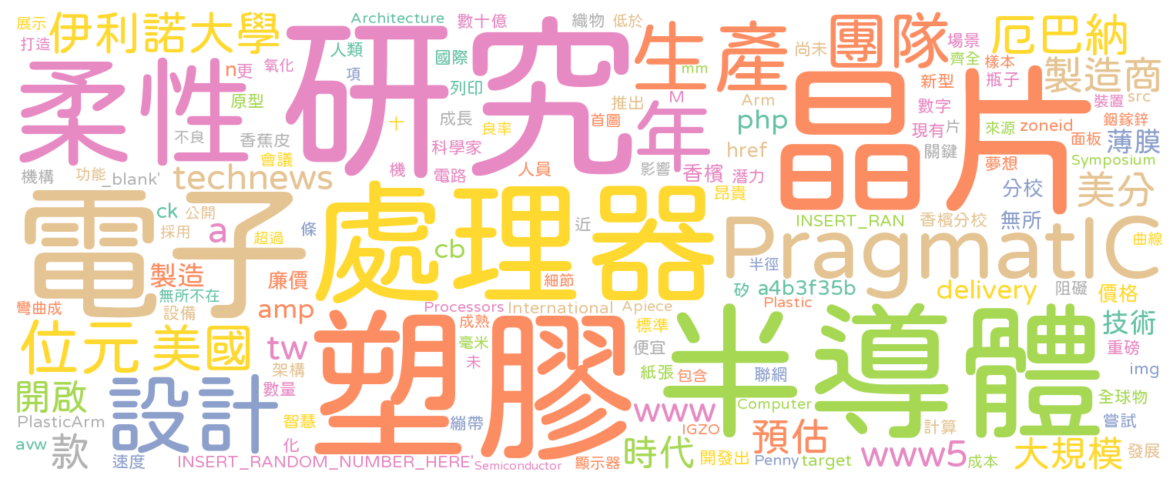 展示
伊利諾大學
Architecture
數十億
織物
低於
生產
團隊
場景
厄巴納
打造
人類
國際
尚未
齊全
樣本
柔性
研究
晶片
n
更
氧化
項
列印
mm
新型
瓶子
製造商
原型
年
推出
M
Arm
數字
裝置
src
不良
香蕉皮
十
成長
良率
首圖
php
現有
片
來源
zoneid
面板
銦鎵鋅
薄膜
會議
科學家
href
關鍵
夢想
Symposium
機構
功能
_blank'
technews
機
電路
人員
影響
香檳
潛力
分校
美分
電子
處理器
昂貴
ck
公開
a
條
採用
超過
cb
近
INSERT_RAN
香檳分校
無所
PragmatIC
曲線
製造
廉價
細節
半徑
矽
a4b3f35b
阻礙
無所不在
彎曲成
設備
amp
Processors
International
Apiece
Plastic
delivery
價格
位元
美國
tw
成熟
標準
技術
塑膠
半導體
架構
毫米
未
便宜
重磅
開啟
設計
數量
紙張
包含
聯網
img
PlasticArm
智慧
繃帶
www
Computer
全球物
IGZO
計算
嘗試
avw
款
速度
化
時代
預估
www5
大規模
發展
INSERT_RANDOM_NUMBER_HERE'
Semiconductor
顯示器
開發出
Penny
target
成本